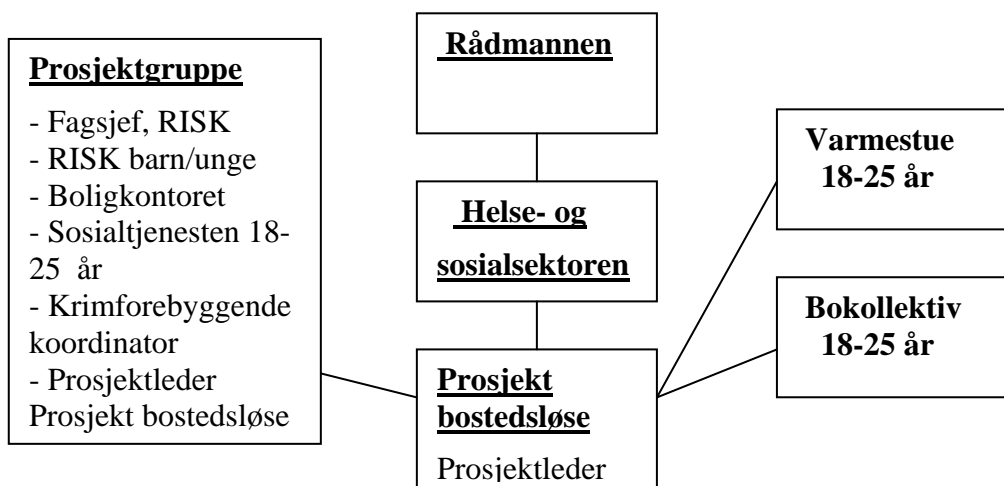 Prosjektgruppe
- Fagsjef, RISK
- RISK barn/unge
- Boligkontoret
- Sosialtjenesten 18-
25 år
- Krimforebyggende
koordinator
- Prosjektleder
Prosjekt bostedsløse
Rådmannen
Helse- og
sosialsektoren
Prosjekt
bostedsløse
Prosjektleder
Varmestue
18-25 år
Bokollektiv
18-25 år